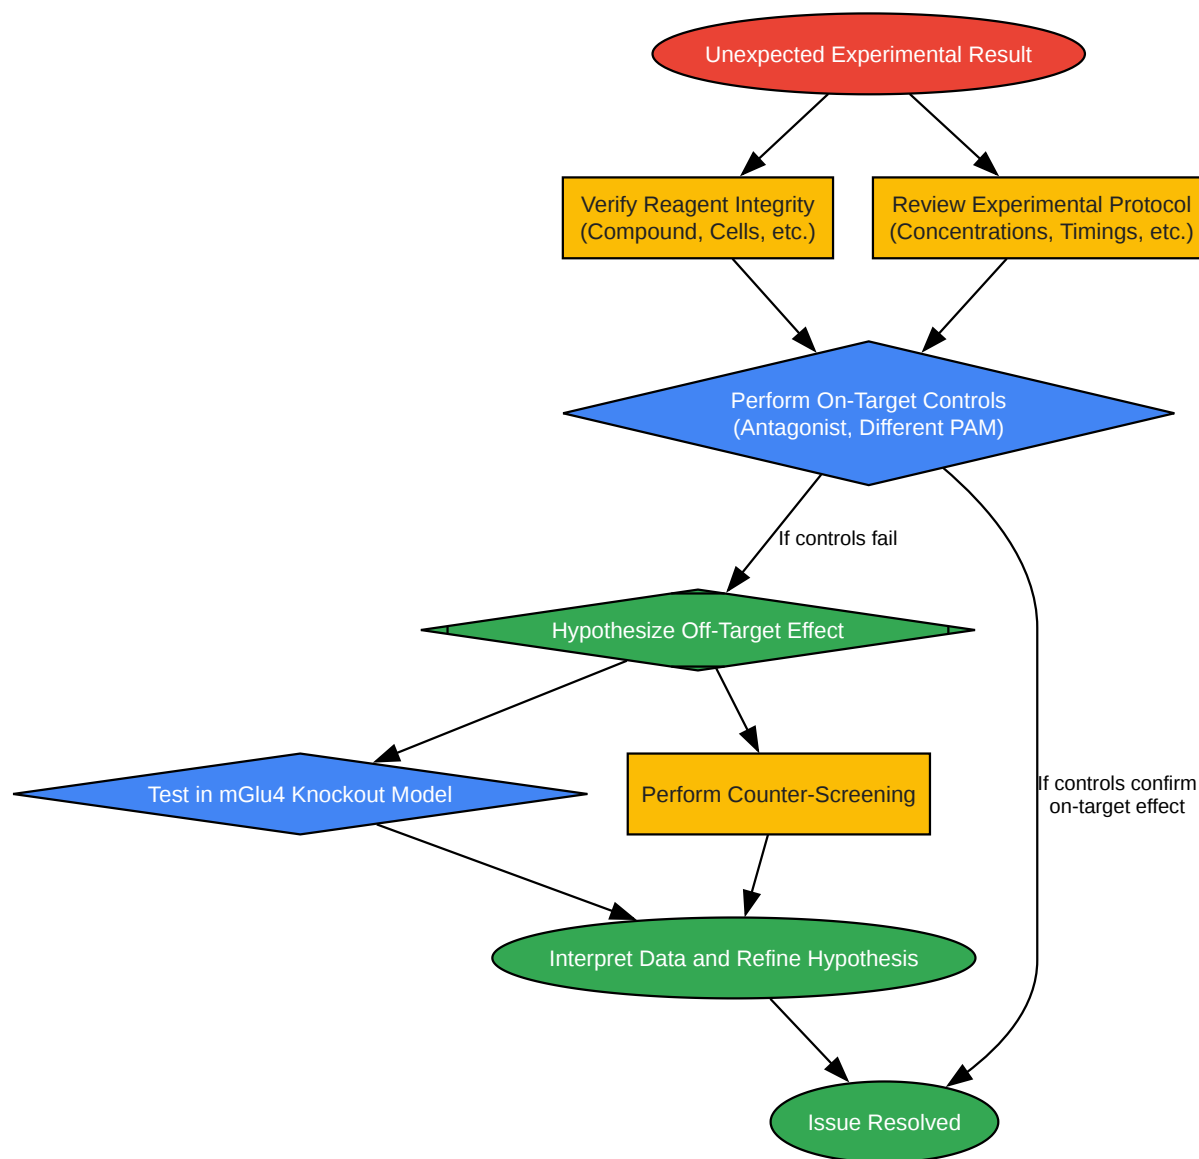 Unexpected Experimental Result
Verify Reagent Integrity
(Compound, Cells, etc.)
Review Experimental Protocol
(Concentrations, Timings, etc.)
Perform On-Target Controls
(Antagonist, Different PAM)
If controls fail
Hypothesize Off-Target Effect
Test in mGlu4 Knockout Model
Perform Counter-Screening
If controls confirm
on-target effect
Interpret Data and Refine Hypothesis
Issue Resolved